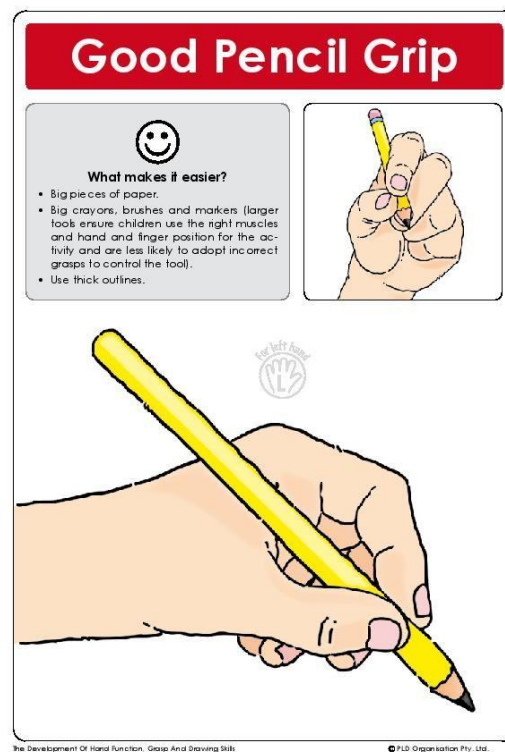 Good Pencil Grip
What makes it easier?
• Big pieces of paper.
• Big crayons, brushes and markers (larger
tools ensure children use the right muscles
and hand and finger position for the ac-
tivity and are less likely to adopt incorrect
grasps to control the tool).
• Use thick outlines.
For left hand
L
The Development Of Hand Function, Grasp And Drawing Skills
© PLD Organisation Pty. Ltd.